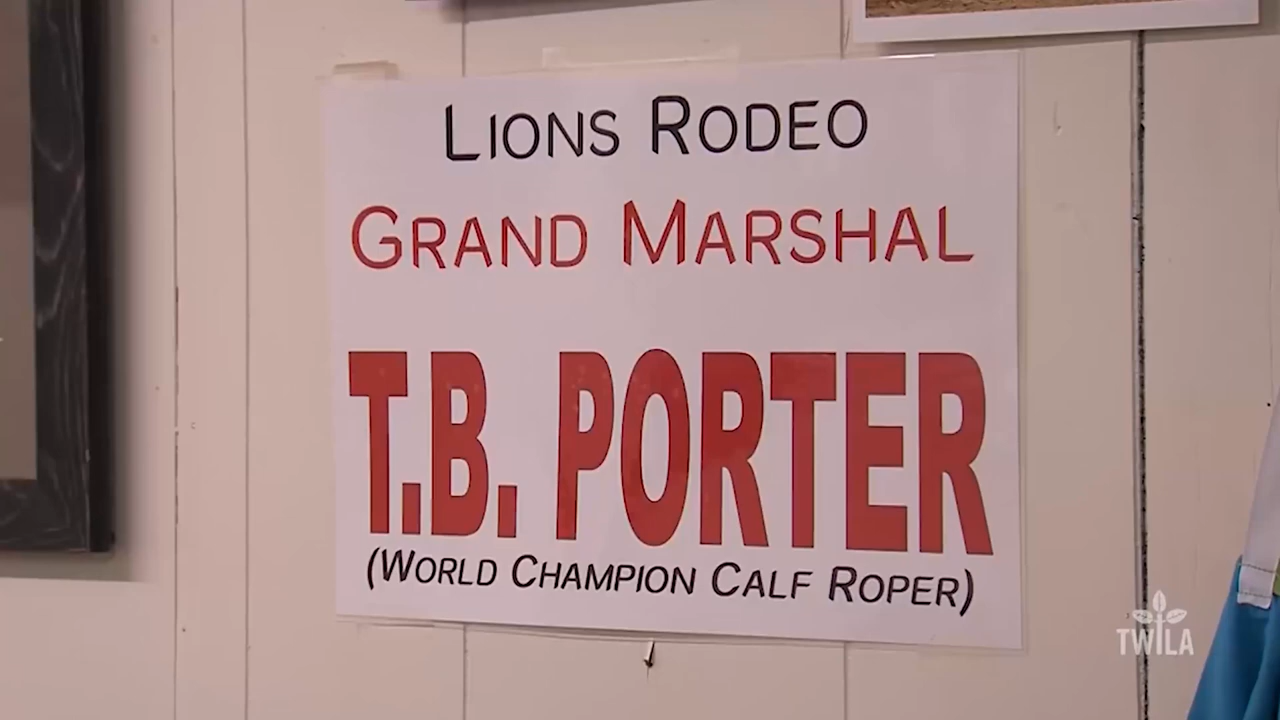 LIONS RODEO
GRAND MARSHAL
T.B. PORTER
(WORLD CHAMPION CALF ROPER)
TWILA